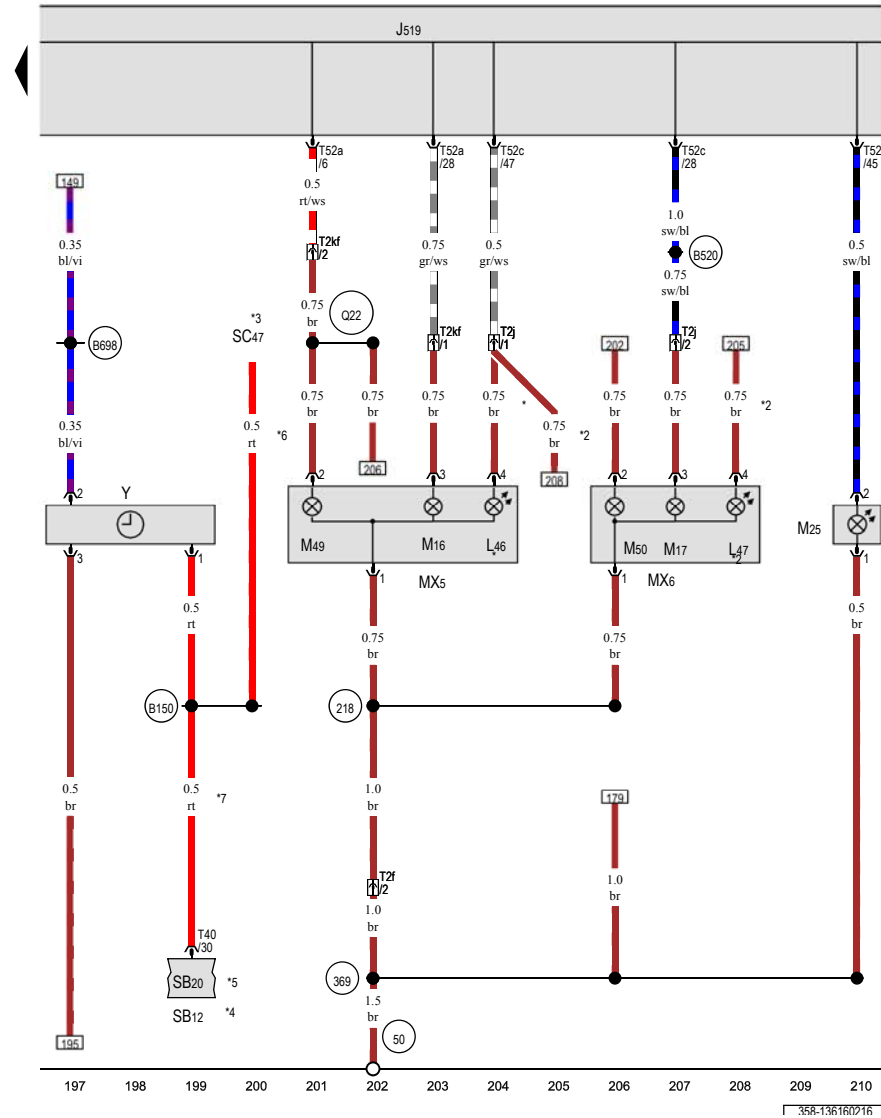 J519
T52a
/6
T52a
/28
T52c
/47
T52c
/28
T52
/45
149
0.5
rt/ws
1.0
sw/bl
0.35
bl/vi
T2kf
/2
0.75
gr/ws
0.5
gr/ws
B520
0.5
sw/bl
0.75
sw/bl
0.75
br
Q22
*3
SC47
B698
T2kf
/1
T2j
/1
202
T2j
/2
205
0.35
bl/vi
0.5
rt
*6
0.75
br
0.75
br
0.75
br
0.75
br
*
0.75
br
*2
0.75
br
0.75
br
0.75
br
*2
206
208
2
Y
2
3
4
2
3
4
2
M49
M16
L46
*
M50
M17
L47
*2
M25
3
1
1
MX5
1
MX6
1
0.5
rt
0.75
br
0.75
br
0.5
br
B150
218
0.5
br
0.5
rt
*7
1.0
br
179
T2f
/2
1.0
br
1.0
br
T40
/30
SB20
*5
SB12
*4
369
1.5
br
50
195
197
198
199
200
201
202
203
204
205
206
207
208
209
210
358-136160216